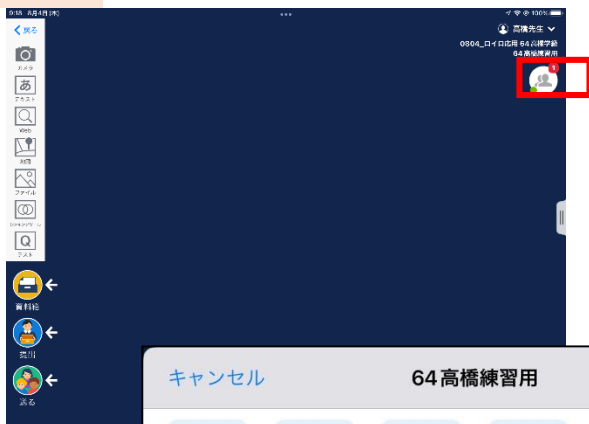 9:18 8月4日(木)
100%
戻る
高橋先生
0804_ロイロ応用 64高橋学級
64高橋練習用
1
カメラ
あ
テキスト
Web
地図
ファイル
Q
テスト
資料箱
提出
送る
キャンセル
64高橋練習用